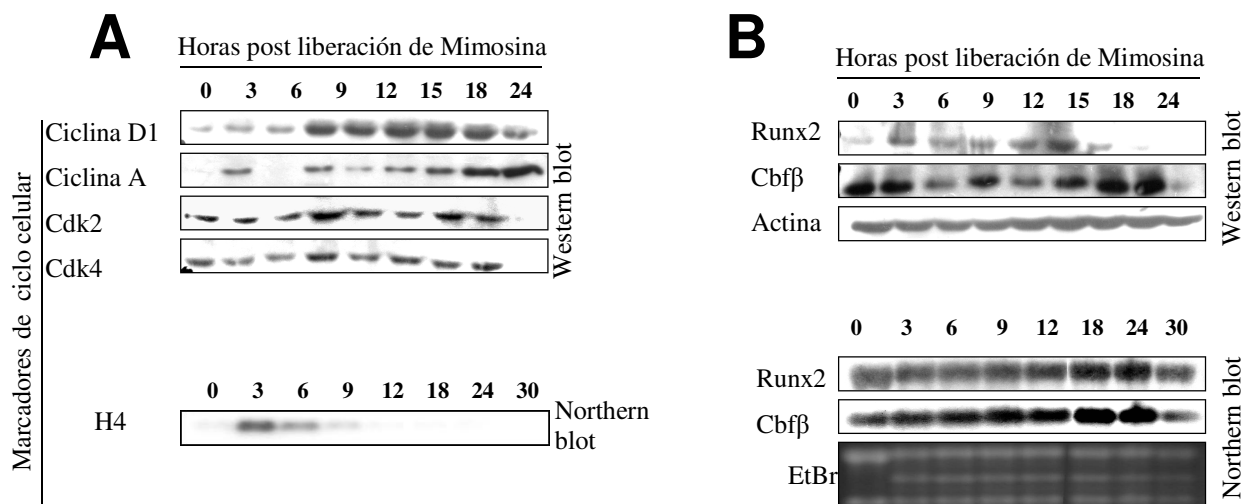 A
Horas post liberación de Mimosina
0 3 6 9 12 15 18 24
Marcadores de ciclo celular
Ciclina D1
Ciclina A
Cdk2
Cdk4
Western blot
0 3 6 9 12 18 24 30
H4
Northern
blot
B
Horas post liberación de Mimosina
0 3 6 9 12 15 18 24
Runx2
Cbfβ
Actina
Western blot
0 3 6 9 12 18 24 30
Runx2
Cbfβ
EtBr
Northern blot